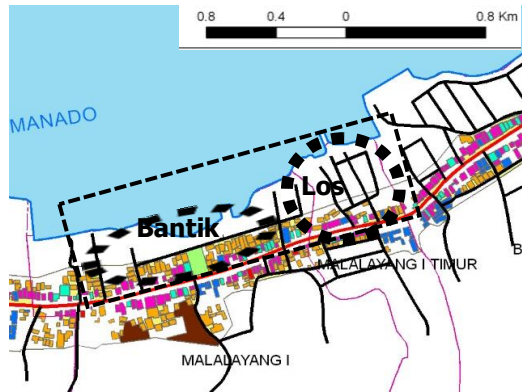 0.8 0.4 0 0.8 Km
MANADO
Los
Bantik
MALALAYANG I TIMUR
B
MALALAYANG I